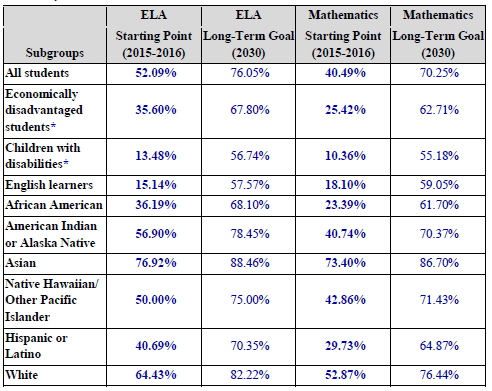 ELA ELA Mathematics Mathematics
Starting Point Long-Term Goal Starting Point Long-Term Goal
Subgroups (2015-2016) (2030) (2015-2016) (2030)
All students 52.09% 76.05% 40.49% 70.25%
Economically
disadvantaged 35.60% 67.80% 25.42% 62.71%
students*
Children with 13.48% 56.74% 10.36% 55.18%
disabilities*
English learners 15.14% 57.57% 18.10% 59.05%
African American 36.19% 68.10% 23.39% 61.70%
American Indian 56.90% 78.45% 40.74% 70.37%
or Alaska Native
Asian 76.92% 88.46% 73.40% 86.70%
Native Hawaiian/
Other Pacific 50.00% 75.00% 42.86% 71.43%
Islander
Hispanic or 40.69% 70.35% 29.73% 64.87%
Latino
White 64.43% 82.22% 52.87% 76.44%